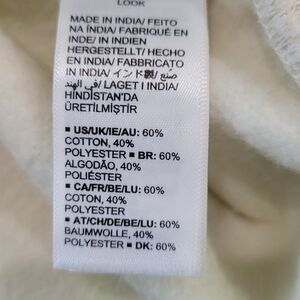 LOOK
MADE IN INDIA/ FEITO
NA ÍNDIA/ FABRIQUÉ EN
INDE/ IN INDIEN
HERGESTELLT/ HECHO
EN INDIA/ FABBRICATO
IN INDIA/ インド製/ صنع
في الهند/ LAGET I INDIA/
HİNDİSTAN'DA
ÜRETİLMİŞTİR
▪ US/UK/IE/AU: 60%
COTTON, 40%
POLYESTER ▪ BR: 60%
ALGODÃO, 40%
POLIÉSTER
▪ CA/FR/BE/LU: 60%
COTON, 40%
POLYESTER
▪ AT/CH/DE/BE/LU: 60%
BAUMWOLLE, 40%
POLYESTER ▪ DK: 60%